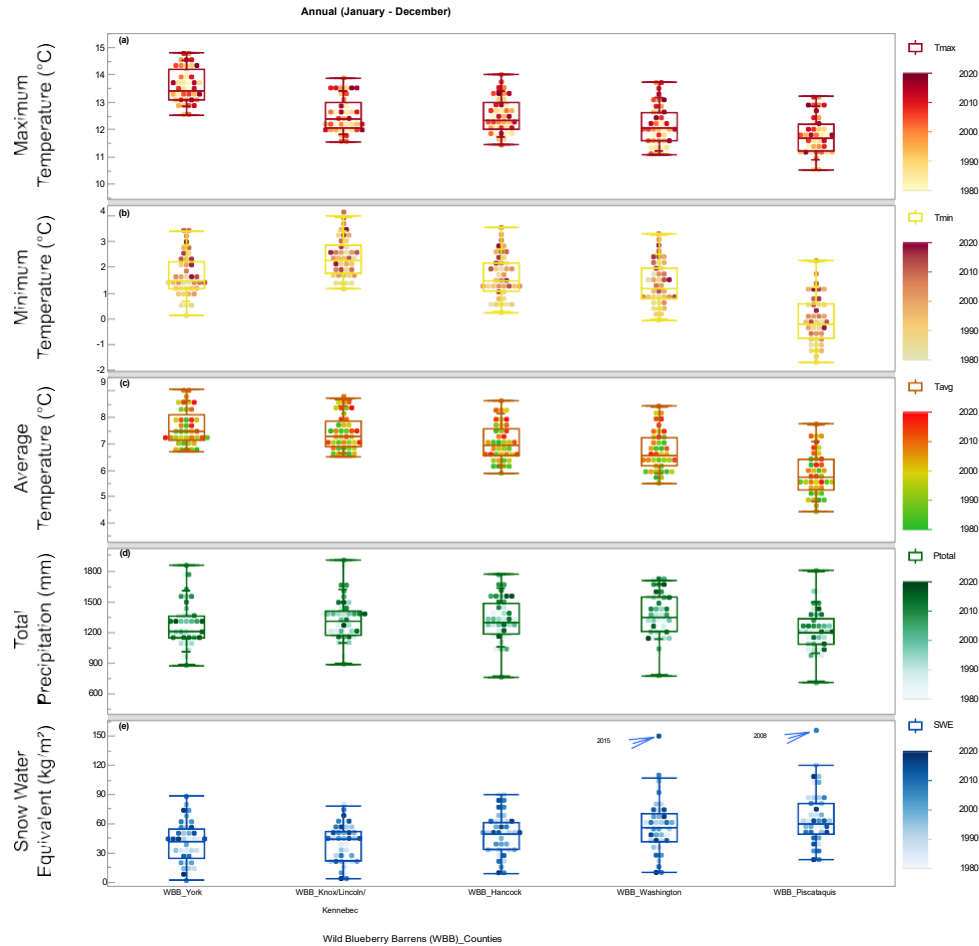 Annual (January - December)
Maximum
Temperature (°C)
(a)
15
14
13
12
11
10
Tmax
2020
2010
2000
1990
1980
Minimum
Temperature (°C)
(b)
4
3
2
1
0
-1
-2
Tmin
2020
2010
2000
1990
1980
Average
Temperature (°C)
(c)
9
8
7
6
5
4
Tavg
2020
2010
2000
1990
1980
Total
Precipitation (mm)
(d)
1800
1500
1200
900
600
Ptotal
2020
2010
2000
1990
1980
Snow Water
Equivalent (kg/m²)
(e)
150
120
90
60
30
0
2015
2008
SWE
2020
2010
2000
1990
1980
WBB_York
WBB_Knox/Lincoln/
Kennebec
WBB_Hancock
WBB_Washington
WBB_Piscataquis
Wild Blueberry Barrens (WBB)_Counties